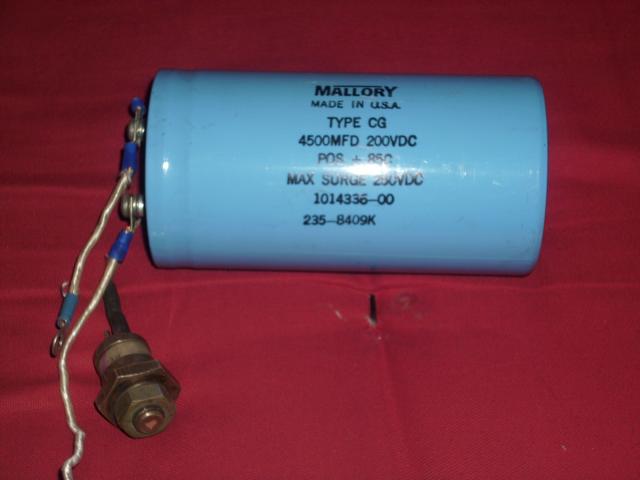 MALLORY
MADE IN U.S.A.
TYPE CG
4500MFD 200VDC
POS + 85C
MAX SURGE 250VDC
1014336-00
235-8409K